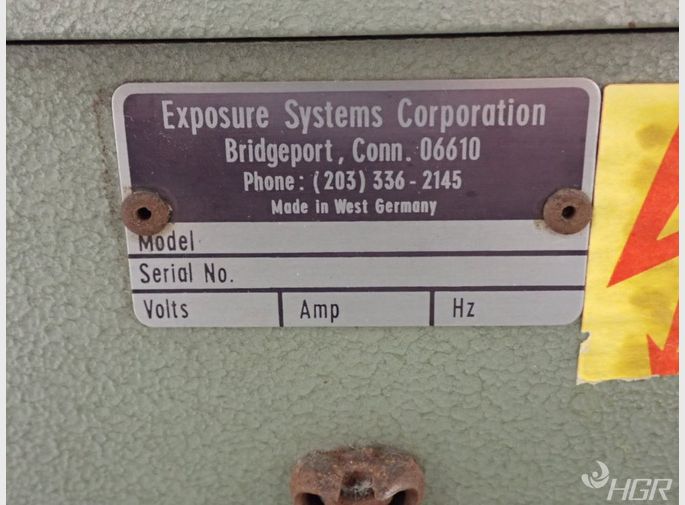 Exposure Systems Corporation
Bridgeport, Conn. 06610
Phone: (203) 336-2145
Made in West Germany
Model
Serial No.
Volts Amp Hz
HGR